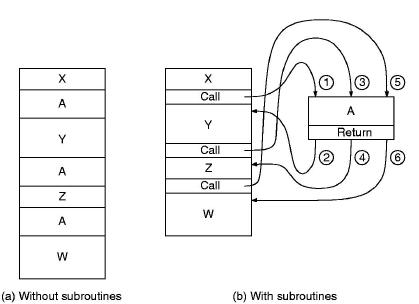 X
A
Y
A
Z
A
W
X
Call
Y
Call
Z
Call
W
1
3
5
A
Return
2
4
6
(a) Without subroutines
(b) With subroutines